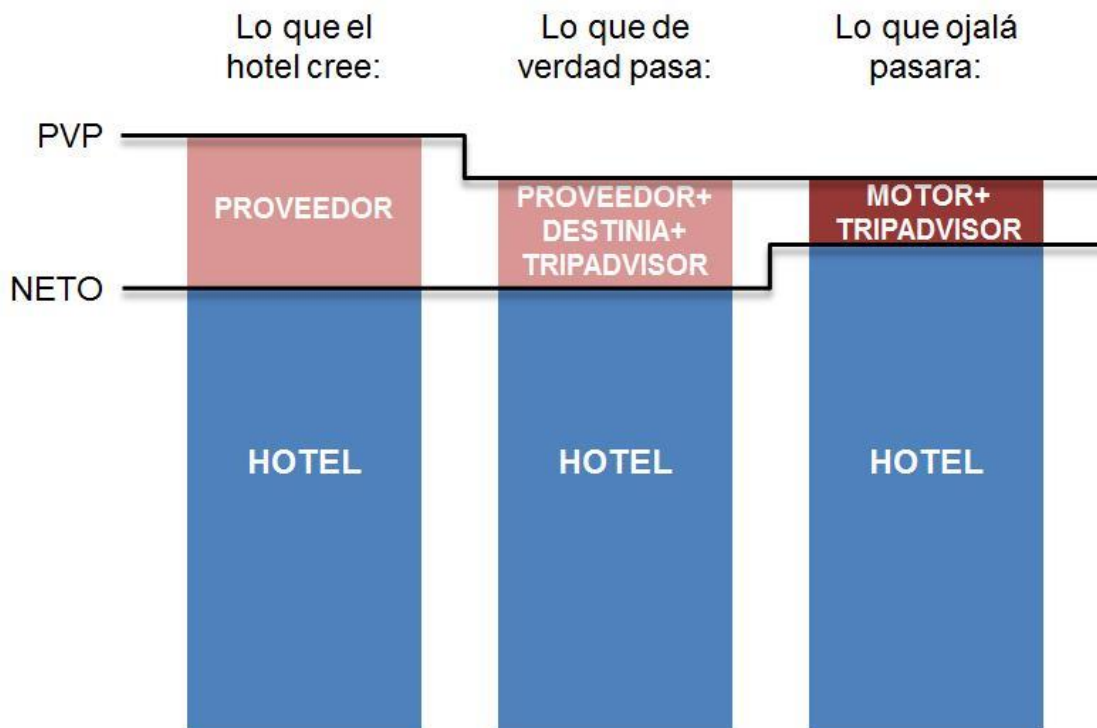 Lo que el
hotel cree:
Lo que de
verdad pasa:
Lo que ojalá
pasara:
PVP
PROVEEDOR
PROVEEDOR+
DESTINIA+
TRIPADVISOR
MOTOR+
TRIPADVISOR
NETO
HOTEL
HOTEL
HOTEL